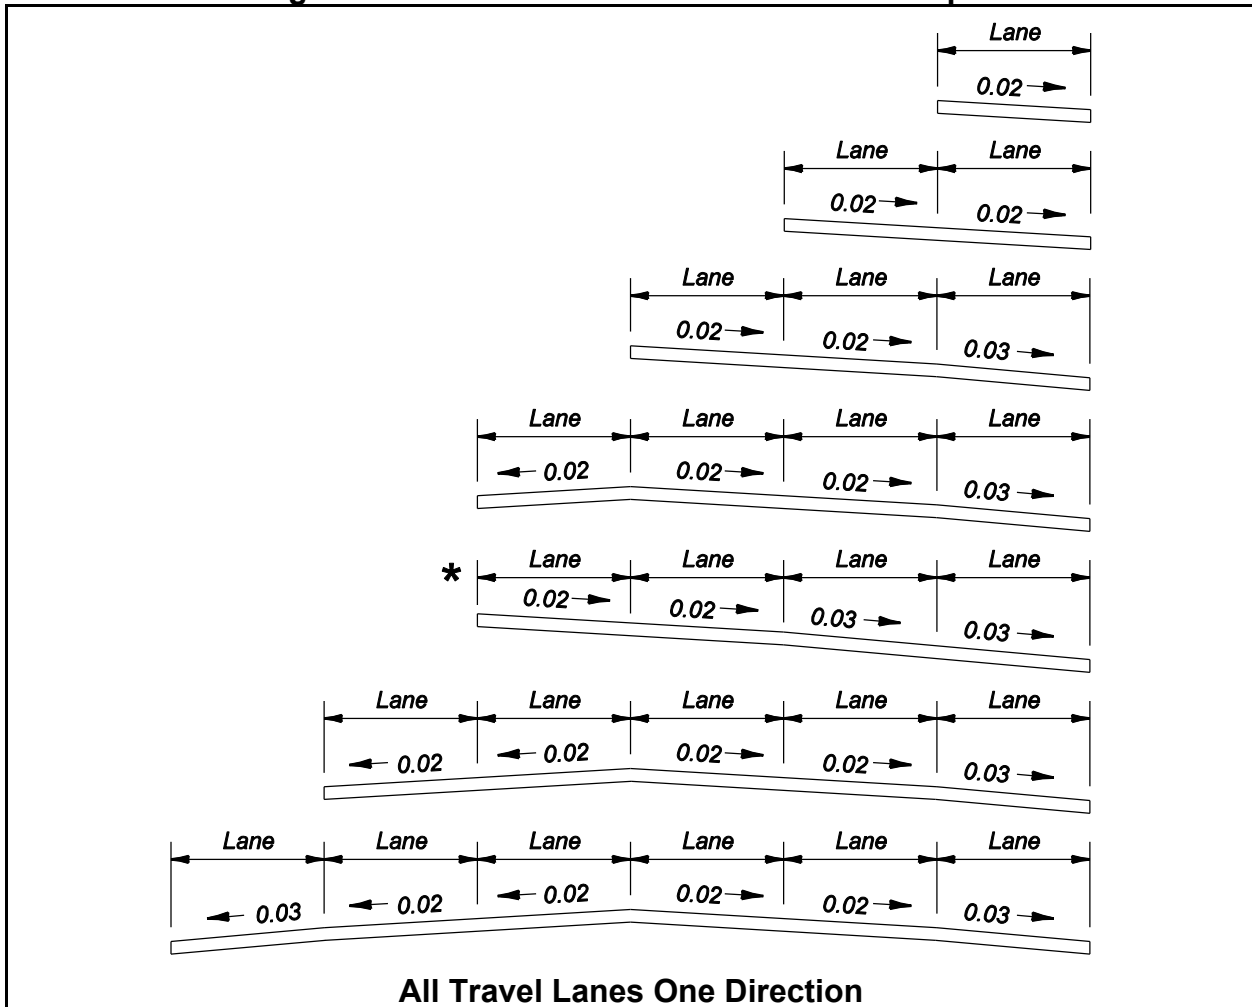 Lane
0.02
Lane Lane
0.02 0.02
Lane Lane Lane
0.02 0.02 0.03
Lane Lane Lane Lane
0.02 0.02 0.02 0.03
* Lane Lane Lane Lane
0.02 0.02 0.03 0.03
Lane Lane Lane Lane Lane
0.02 0.02 0.02 0.02 0.03
Lane Lane Lane Lane Lane Lane
0.03 0.02 0.02 0.02 0.02 0.03
All Travel Lanes One Direction